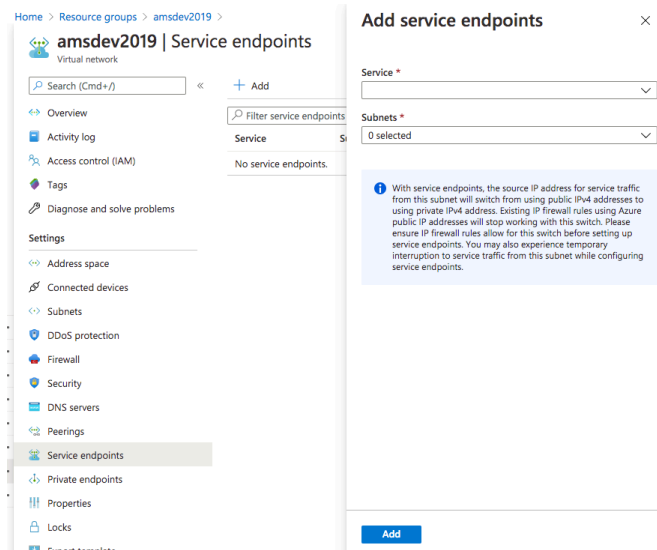 Home > Resource groups > amsdev2019 >
amsdev2019 | Service endpoints
Virtual network
Search (Cmd+/)
«
Overview
Activity log
Access control (IAM)
Tags
Diagnose and solve problems
Settings
Address space
Connected devices
Subnets
DDoS protection
Firewall
Security
DNS servers
Peerings
Service endpoints
Private endpoints
Properties
Locks
Export template
+ Add
Filter service endpoints
Service
No service endpoints.
Add service endpoints
Service *
Subnets *
0 selected
With service endpoints, the source IP address for service traffic
from this subnet will switch from using public IPv4 addresses to
using private IPv4 address. Existing IP firewall rules using Azure
public IP addresses will stop working with this switch. Please
ensure IP firewall rules allow for this switch before setting up
service endpoints. You may also experience temporary
interruption to service traffic from this subnet while configuring
service endpoints.
Add